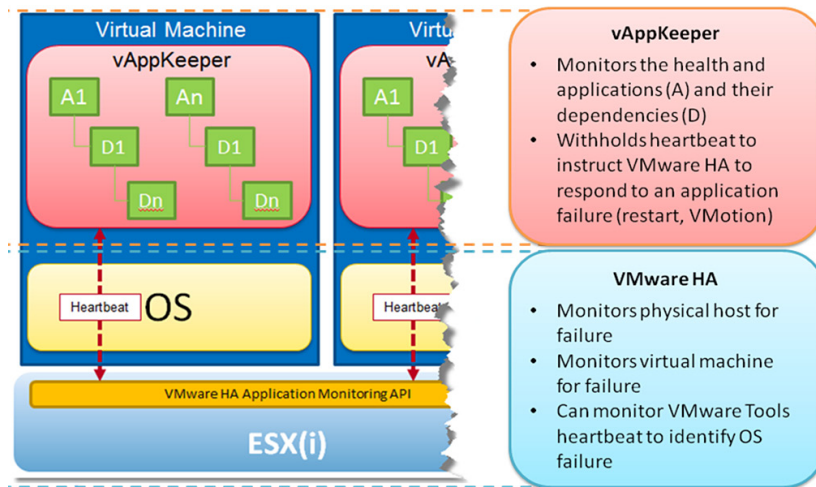 Virtual Machine
vAppKeeper
A1
An
D1
D1
Dn
Dn
Heartbeat
OS
A1
D1
Heartbeat
VMware HA Application Monitoring API
ESX(i)
vAppKeeper
• Monitors the health and
applications (A) and their
dependencies (D)
• Withholds heartbeat to
instruct VMware HA to
respond to an application
failure (restart, VMotion)
VMware HA
• Monitors physical host for
failure
• Monitors virtual machine
for failure
• Can monitor VMware Tools
heartbeat to identify OS
failure